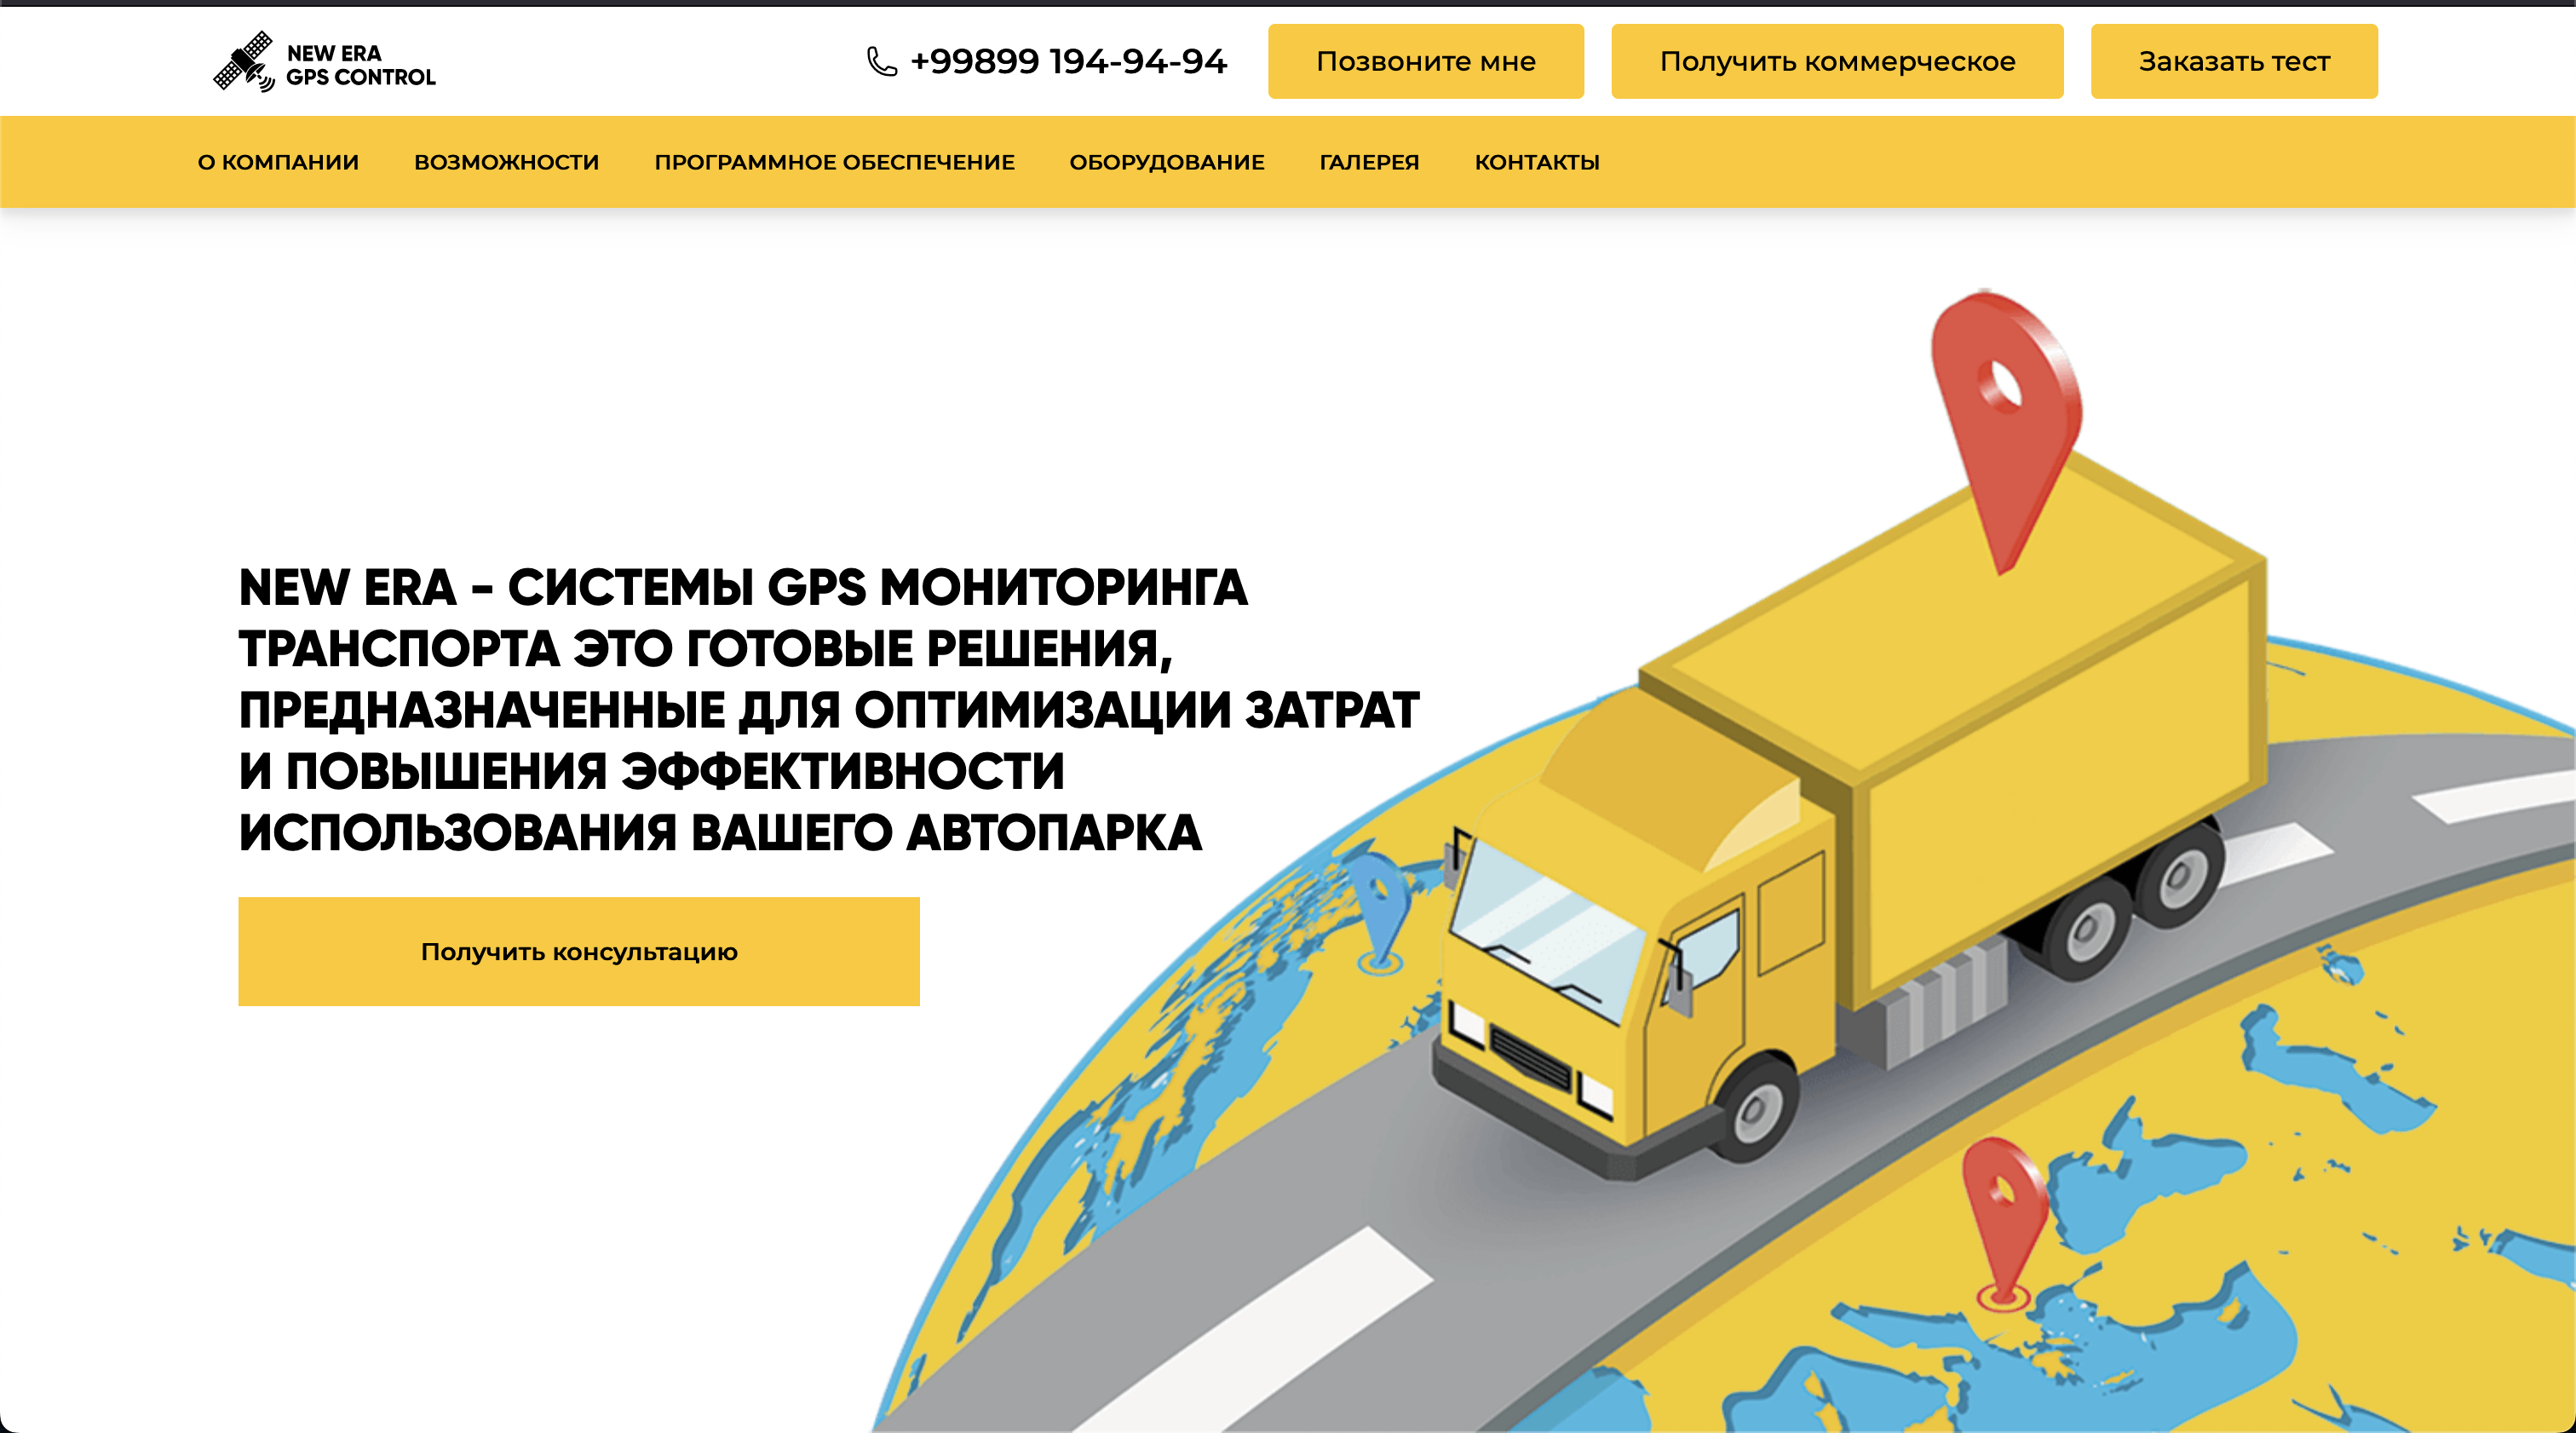 NEW ERA
GPS CONTROL
+99899 194-94-94
Позвоните мне
Получить коммерческое
Заказать тест
О КОМПАНИИ
ВОЗМОЖНОСТИ
ПРОГРАММНОЕ ОБЕСПЕЧЕНИЕ
ОБОРУДОВАНИЕ
ГАЛЕРЕЯ
КОНТАКТЫ
NEW ERA - СИСТЕМЫ GPS МОНИТОРИНГА
ТРАНСПОРТА ЭТО ГОТОВЫЕ РЕШЕНИЯ,
ПРЕДНАЗНАЧЕННЫЕ ДЛЯ ОПТИМИЗАЦИИ ЗАТРАТ
И ПОВЫШЕНИЯ ЭФФЕКТИВНОСТИ
ИСПОЛЬЗОВАНИЯ ВАШЕГО АВТОПАРКА
Получить консультацию